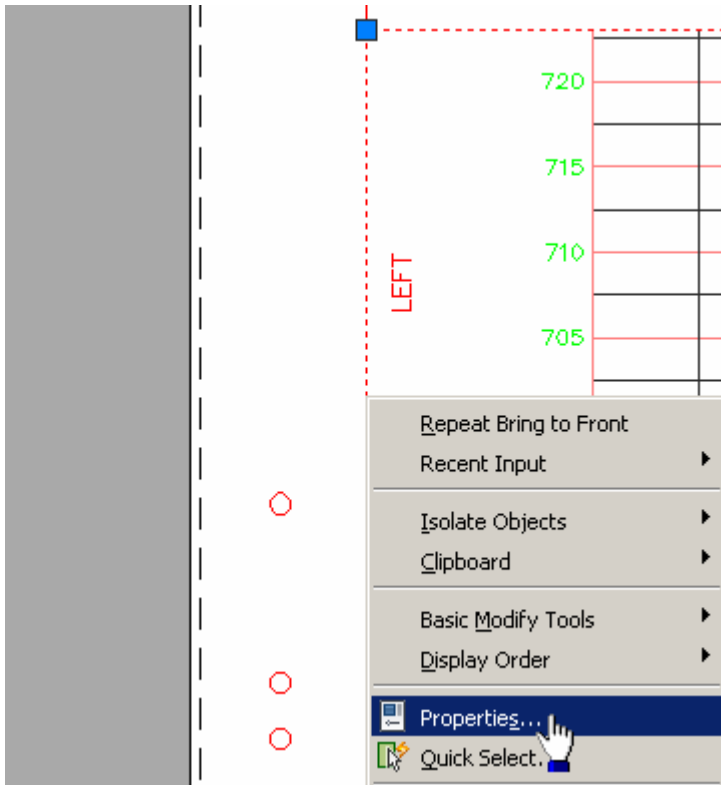 720
715
710
LEFT
705
Repeat Bring to Front
Recent Input
Isolate Objects
Clipboard
Basic Modify Tools
Display Order
Properties...
Quick Select.